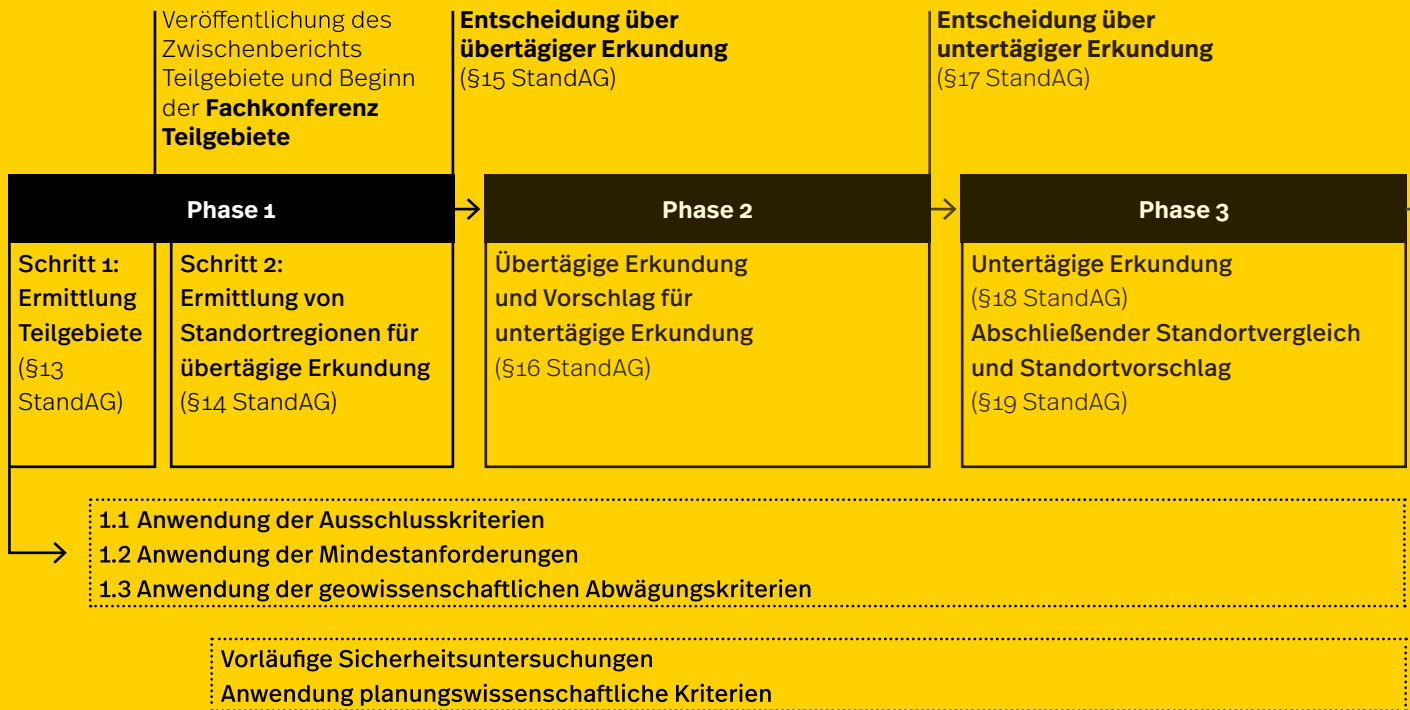 Veröffentlichung des
Zwischenberichts
Teilgebiete und Beginn
der Fachkonferenz
Teilgebiete
Entscheidung über
übertägiger Erkundung
(§15 StandAG)
Entscheidung über
untertägiger Erkundung
(§17 StandAG)
Phase 1
Phase 2
Phase 3
Schritt 1:
Ermittlung
Teilgebiete
(§13
StandAG)
Schritt 2:
Ermittlung von
Standortregionen für
übertägige Erkundung
(§14 StandAG)
Übertägige Erkundung
und Vorschlag für
untertägige Erkundung
(§16 StandAG)
Untertägige Erkundung
(§18 StandAG)
Abschließender Standortvergleich
und Standortvorschlag
(§19 StandAG)
1.1 Anwendung der Ausschlusskriterien
1.2 Anwendung der Mindestanforderungen
1.3 Anwendung der geowissenschaftlichen Abwägungskriterien
Vorläufige Sicherheitsuntersuchungen
Anwendung planungswissenschaftliche Kriterien